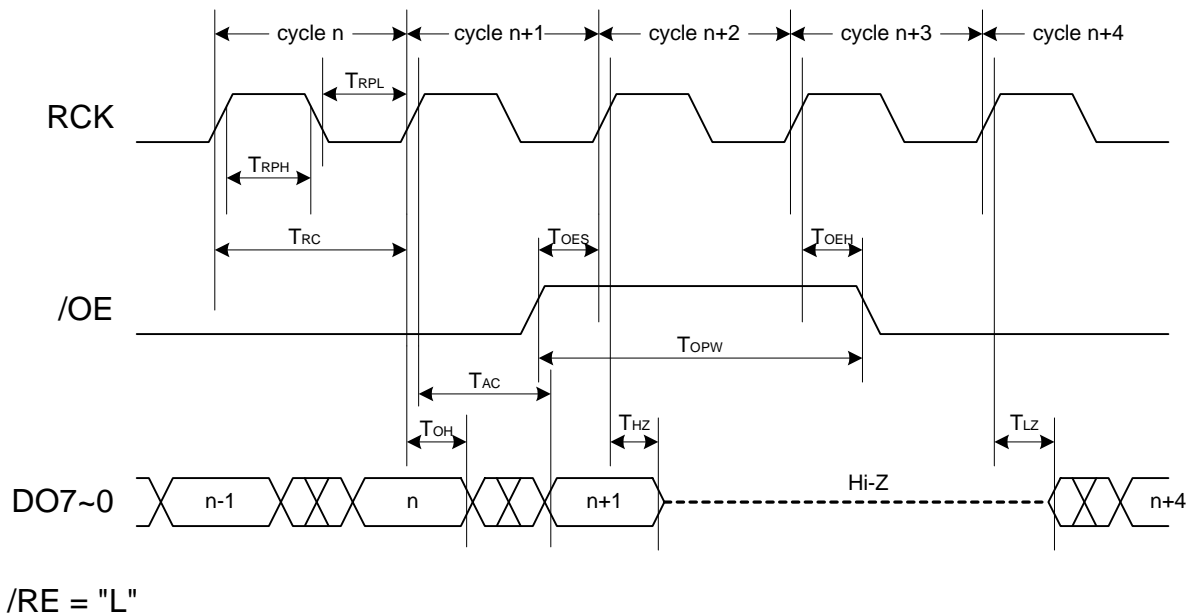 cycle n cycle n+1 cycle n+2 cycle n+3 cycle n+4
TRPL
RCK
TRPH
TRC TOES TOEH
/OE
TOPW
TAC
TOH THZ TLZ
DO7~0 n-1 n n+1 Hi-Z n+4
/RE = "L"